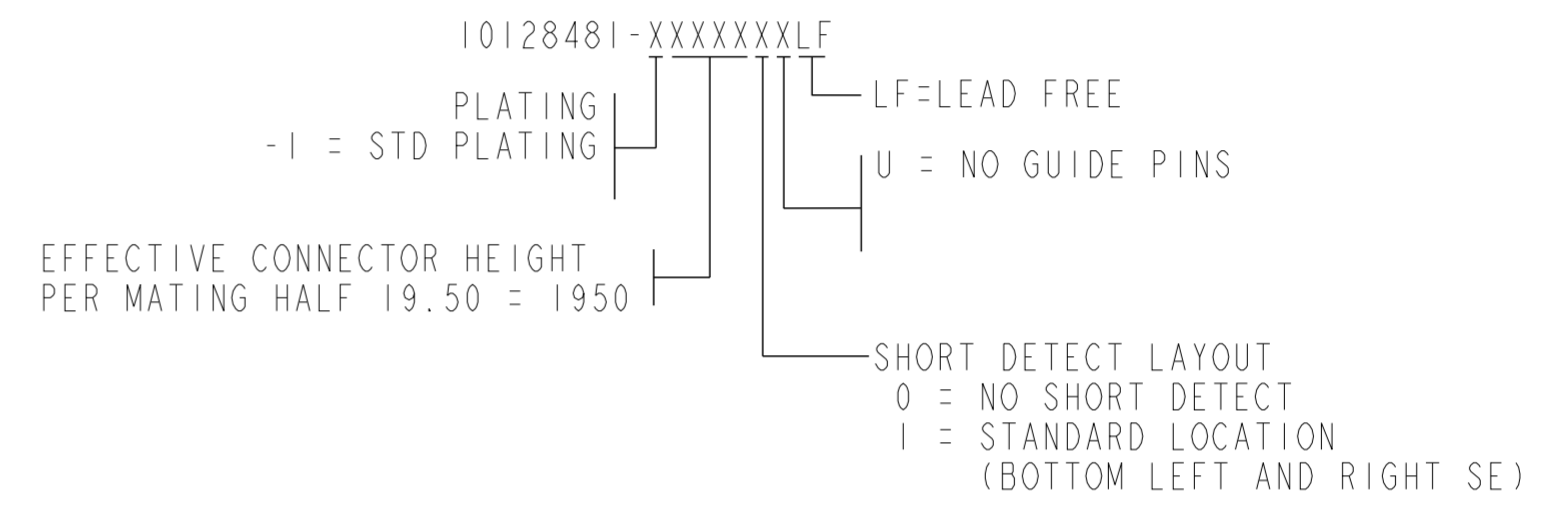 10128481-XXXXXXXLF
PLATING
-1 = STD PLATING
LF=LEAD FREE
U = NO GUIDE PINS
EFFECTIVE CONNECTOR HEIGHT
PER MATING HALF 19.50 = 1950
SHORT DETECT LAYOUT
0 = NO SHORT DETECT
1 = STANDARD LOCATION
(BOTTOM LEFT AND RIGHT SE)